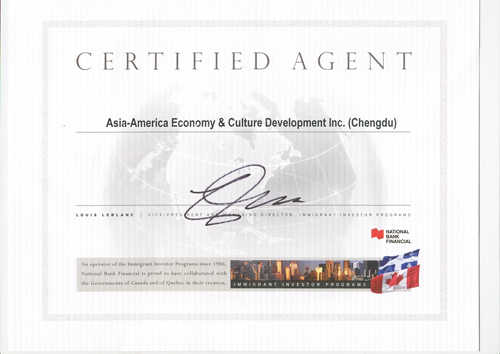 CERTIFIED AGENT
Asia-America Economy & Culture Development Inc. (Chengdu)
LOUIS LEBLANC | VICE-PRESIDENT AND MANAGING DIRECTOR, IMMIGRANT INVESTOR PROGRAMS
NATIONAL
BANK
FINANCIAL
An operator of the Immigrant Investor Programs since 1986,
National Bank Financial is proud to have collaborated with
the Governments of Canada and of Quebec in their creation.
IMMIGRANT INVESTOR PROGRAMS